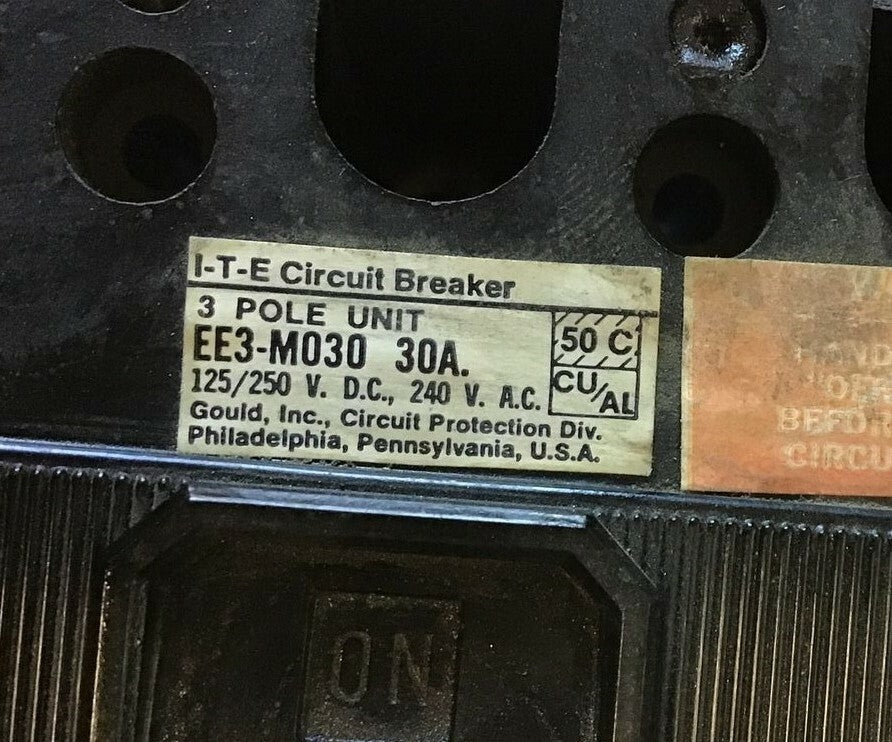 I-T-E Circuit Breaker
3 POLE UNIT
EE3-M030 30A.
125/250 V. D.C., 240 V. A.C.
50 C
CU/AL
Gould, Inc., Circuit Protection Div.
Philadelphia, Pennsylvania, U.S.A.
ON